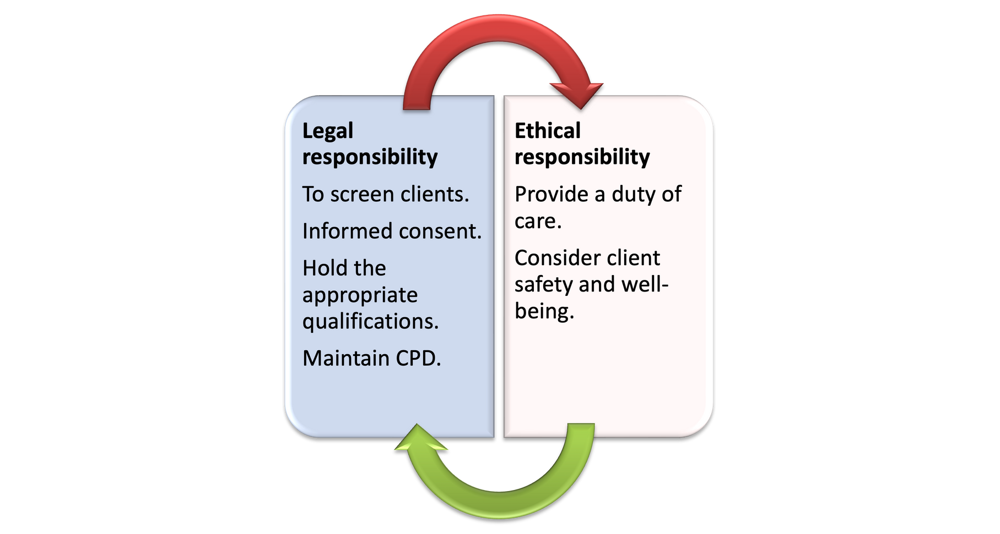 Legal
responsibility
To screen clients.
Informed consent.
Hold the
appropriate
qualifications.
Maintain CPD.
Ethical
responsibility
Provide a duty of
care.
Consider client
safety and well-
being.